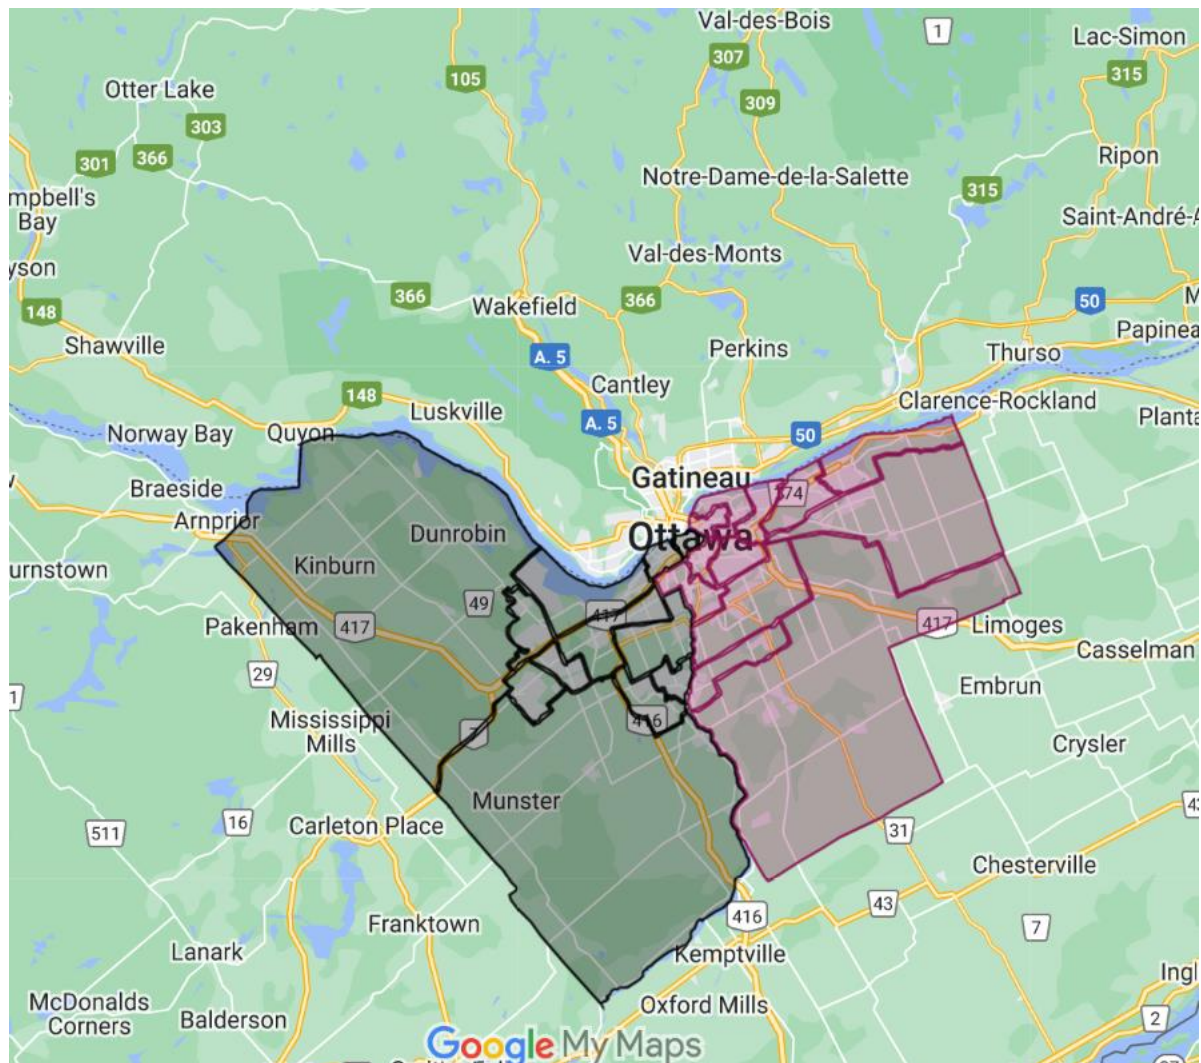 Val-des-Bois
1
Lac-Simon
307
315
105
Otter Lake
309
303
301
366
Ripon
Notre-Dame-de-la-Salette
315
mpbell's
Bay
Saint-André-A
Val-des-Monts
yson
366
366
50
148
Wakefield
M
Papinea
Shawville
A. 5
Perkins
Thurso
Cantley
148
Clarence-Rockland
Luskville
A. 5
Planta
Norway Bay
Quyon
50
Gatineau
Braeside
174
Arnprior
Dunrobin
Ottawa
Kinburn
urnstown
49
417
Pakenham
417
417
Limoges
Casselman
29
Embrun
1
Mississippi
Mills
7
416
Crysler
Munster
43
511
16
Carleton Place
31
Chesterville
43
Franktown
416
7
Lanark
Kemptville
Ingl
McDonalds
Corners
Balderson
Oxford Mills
2
Google My Maps